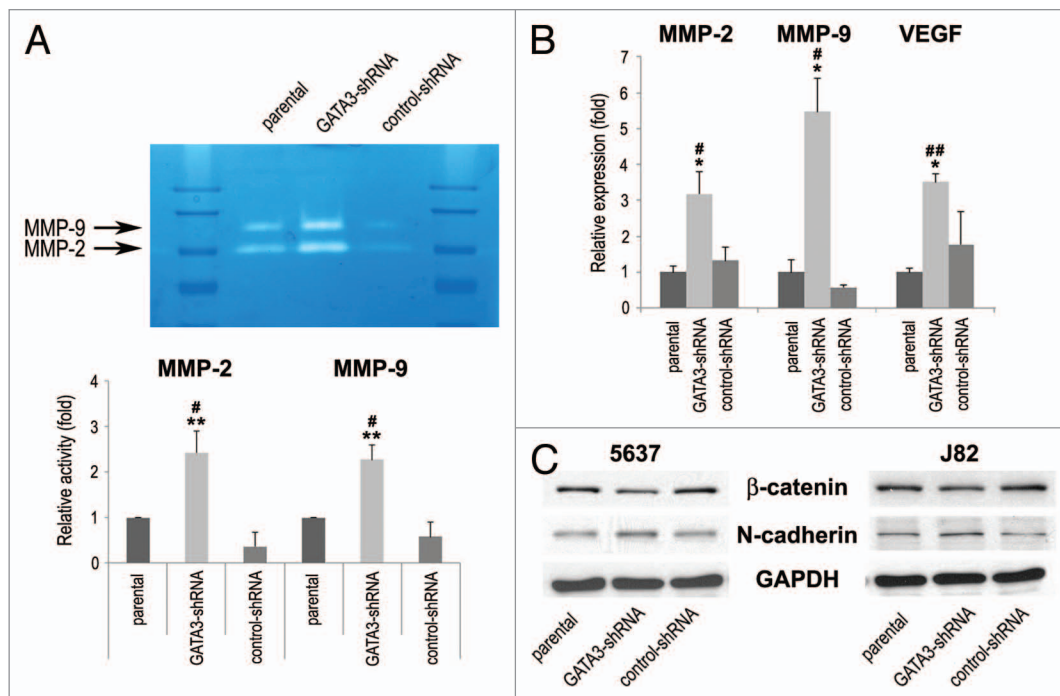 A
parental
GATA3-shRNA
control-shRNA
MMP-9
MMP-2
MMP-2 MMP-9
Relative activity (fold)
4
3
2
1
0
#
**
#
**
parental
GATA3-shRNA
control-shRNA
parental
GATA3-shRNA
control-shRNA
B
MMP-2 MMP-9 VEGF
Relative expression (fold)
7
6
5
4
3
2
1
0
#
*
#
*
##
*
parental
GATA3-shRNA
control-shRNA
parental
GATA3-shRNA
control-shRNA
parental
GATA3-shRNA
control-shRNA
C
5637 J82
β-catenin
N-cadherin
GAPDH
parental
GATA3-shRNA
control-shRNA
parental
GATA3-shRNA
control-shRNA